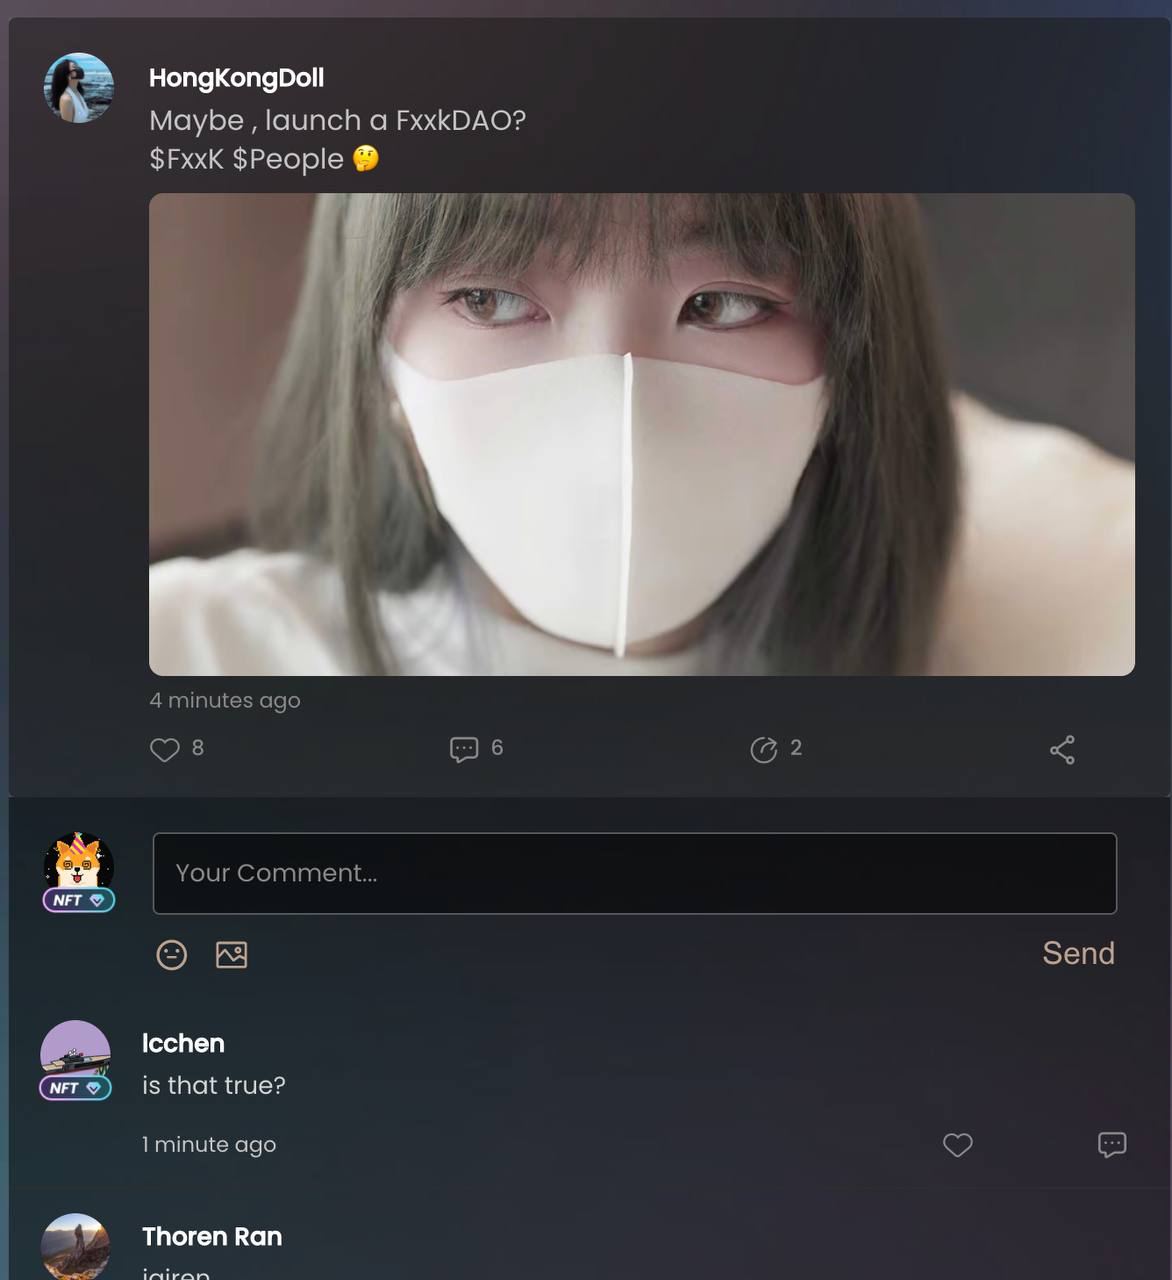 HongKongDoll
Maybe , launch a FxxkDAO?
$FxxK $People 🤔
4 minutes ago
8
6
2
Your Comment...
NFT
Send
lcchen
NFT
is that true?
1 minute ago
Thoren Ran